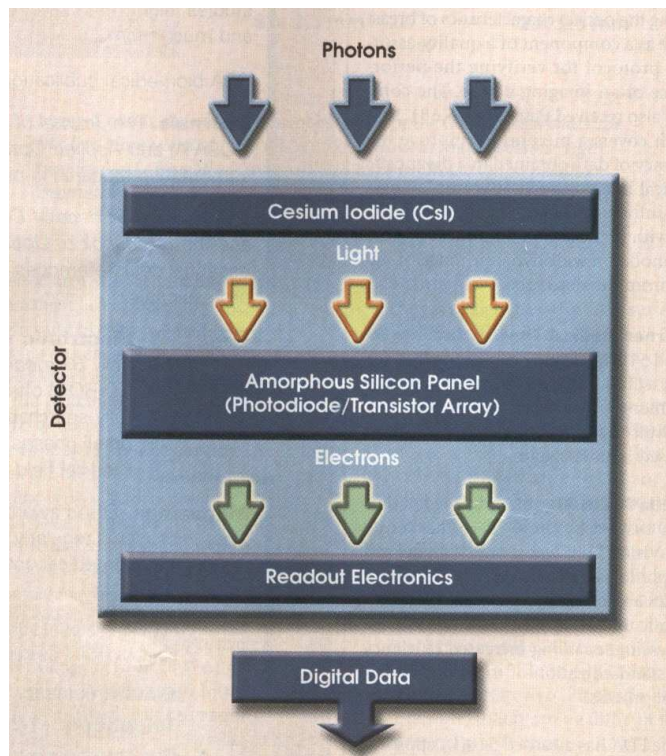 Photons
Cesium Iodide (CsI)
Light
Detector
Amorphous Silicon Panel
(Photodiode/Transistor Array)
Electrons
Readout Electronics
Digital Data